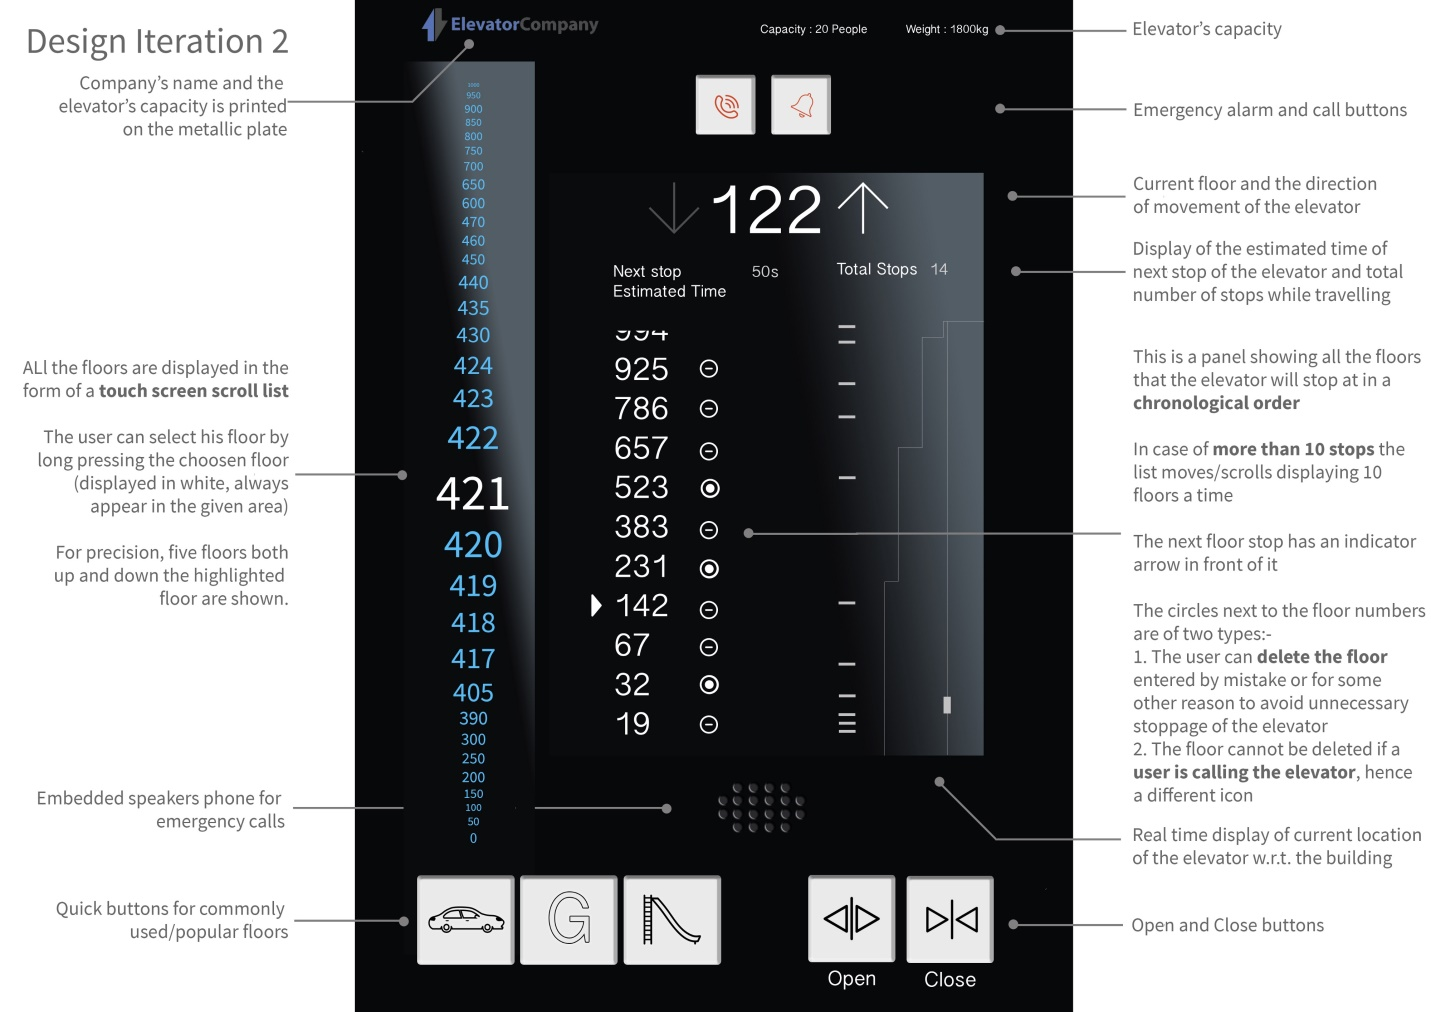 Design Iteration 2
Company's name and the
elevator's capacity is printed
on the metallic plate
ALl the floors are displayed in the
form of a touch screen scroll list
The user can select his floor by
long pressing the choosen floor
(displayed in white, always
appear in the given area)
For precision, five floors both
up and down the highlighted
floor are shown.
Embedded speakers phone for
emergency calls
Quick buttons for commonly
used/popular floors
ElevatorCompany
Capacity : 20 People
Weight : 1800kg
1000
950
900
850
800
750
700
650
600
470
460
450
440
435
430
424
423
422
421
420
419
418
417
405
390
300
250
200
150
100
50
0
122
Next stop
Estimated Time
50s
Total Stops 14
994
925
786
657
523
383
231
142
67
32
19
G
Open
Close
Elevator's capacity
Emergency alarm and call buttons
Current floor and the direction
of movement of the elevator
Display of the estimated time of
next stop of the elevator and total
number of stops while travelling
This is a panel showing all the floors
that the elevator will stop at in a
chronological order
In case of more than 10 stops the
list moves/scrolls displaying 10
floors a time
The next floor stop has an indicator
arrow in front of it
The circles next to the floor numbers
are of two types:-
1. The user can delete the floor
entered by mistake or for some
other reason to avoid unnecessary
stoppage of the elevator
2. The floor cannot be deleted if a
user is calling the elevator, hence
a different icon
Real time display of current location
of the elevator w.r.t. the building
Open and Close buttons